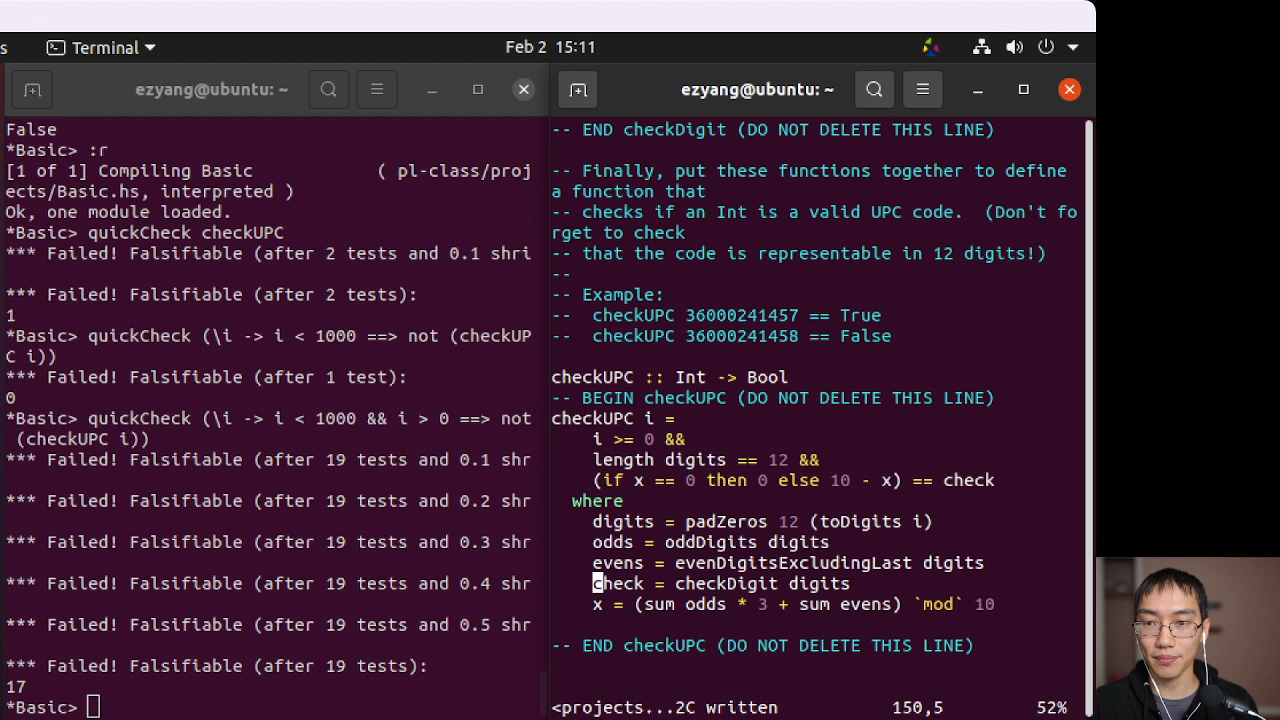 s Terminal Feb 2 15:11
ezyang@ubuntu: ~
False
*Basic> :r
[1 of 1] Compiling Basic            ( pl-class/proj
ects/Basic.hs, interpreted )
Ok, one module loaded.
*Basic> quickCheck checkUPC
*** Failed! Falsifiable (after 2 tests and 0.1 shri
*** Failed! Falsifiable (after 2 tests):
1
*Basic> quickCheck (\i -> i < 1000 ==> not (checkUP
C i))
*** Failed! Falsifiable (after 1 test):
0
*Basic> quickCheck (\i -> i < 1000 && i > 0 ==> not
 (checkUPC i))
*** Failed! Falsifiable (after 19 tests and 0.1 shr
*** Failed! Falsifiable (after 19 tests and 0.2 shr
*** Failed! Falsifiable (after 19 tests and 0.3 shr
*** Failed! Falsifiable (after 19 tests and 0.4 shr
*** Failed! Falsifiable (after 19 tests and 0.5 shr
*** Failed! Falsifiable (after 19 tests):
17
*Basic>
ezyang@ubuntu: ~
-- END checkDigit (DO NOT DELETE THIS LINE)
-- Finally, put these functions together to define
a function that
-- checks if an Int is a valid UPC code.  (Don't fo
rget to check
-- that the code is representable in 12 digits!)
--
-- Example:
--  checkUPC 36000241457 == True
--  checkUPC 36000241458 == False
checkUPC :: Int -> Bool
-- BEGIN checkUPC (DO NOT DELETE THIS LINE)
checkUPC i =
    i >= 0 &&
    length digits == 12 &&
    (if x == 0 then 0 else 10 - x) == check
  where
    digits = padZeros 12 (toDigits i)
    odds = oddDigits digits
    evens = evenDigitsExcludingLast digits
    check = checkDigit digits
    x = (sum odds * 3 + sum evens) `mod` 10
-- END checkUPC (DO NOT DELETE THIS LINE)
<projects...2C written 150,5 52%